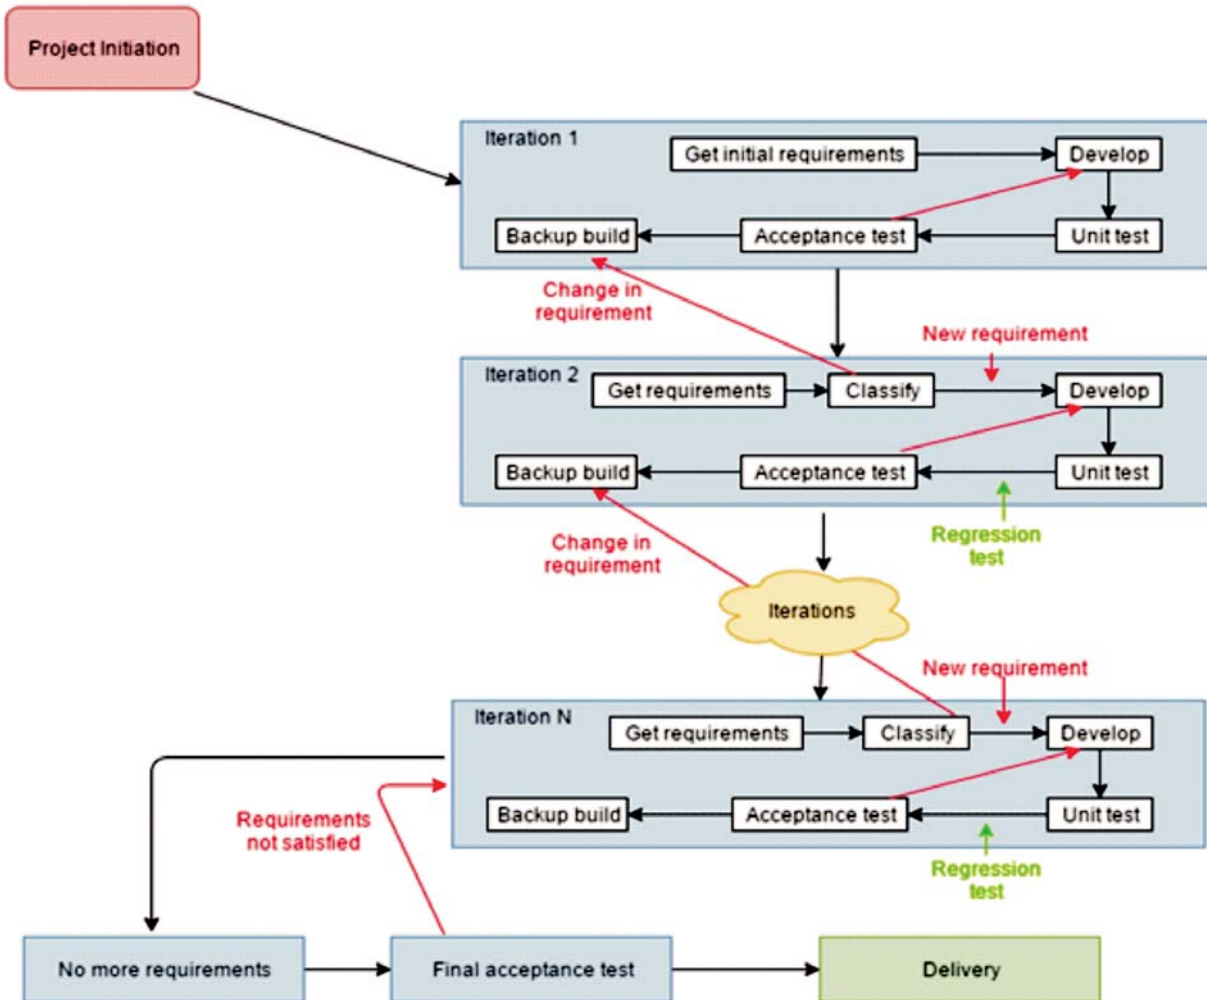 Project Initiation
Iteration 1
Get initial requirements
Develop
Backup build
Acceptance test
Unit test
Change in
requirement
New requirement
Iteration 2
Get requirements
Classify
Develop
Backup build
Acceptance test
Unit test
Change in
requirement
Regression
test
Iterations
New requirement
Iteration N
Get requirements
Classify
Develop
Backup build
Acceptance test
Unit test
Requirements
not satisfied
Regression
test
No more requirements
Final acceptance test
Delivery